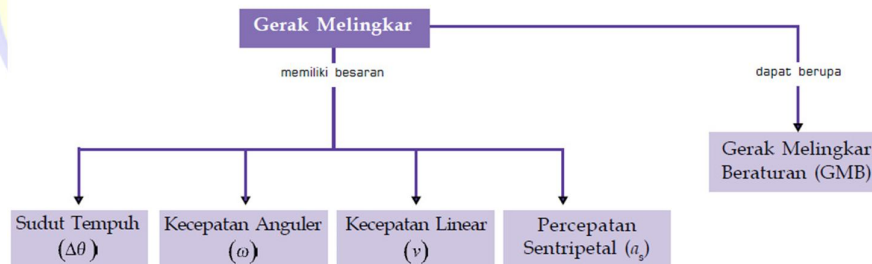 Gerak Melingkar
memiliki besaran
dapat berupa
Gerak Melingkar
Beraturan (GMB)
Sudut Tempuh
(Δθ)
Kecepatan Anguler
(ω)
Kecepatan Linear
(v)
Percepatan
Sentripetal (aₛ)